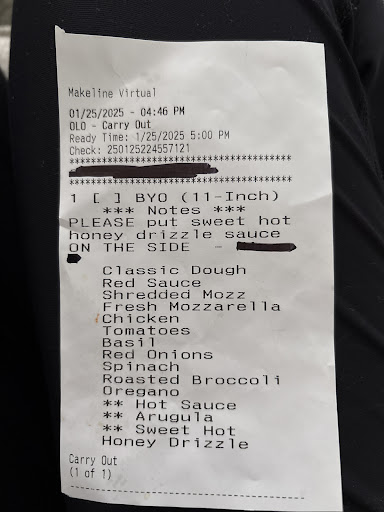 Makeline Virtual
01/25/2025 - 04:46 PM
OLO - Carry Out
Ready Time: 1/25/2025 5:00 PM
Check: 250125224557121
************************************
************************************
1 [ ] BYO (11-Inch)
*** Notes ***
PLEASE put sweet hot
honey drizzle sauce
ON THE SIDE -
Classic Dough
Red Sauce
Shredded Mozz
Fresh Mozzarella
Chicken
Tomatoes
Basil
Red Onions
Spinach
Roasted Broccoli
Oregano
** Hot Sauce
** Arugula
** Sweet Hot
Honey Drizzle
Carry Out
(1 of 1)
----------------------------------------